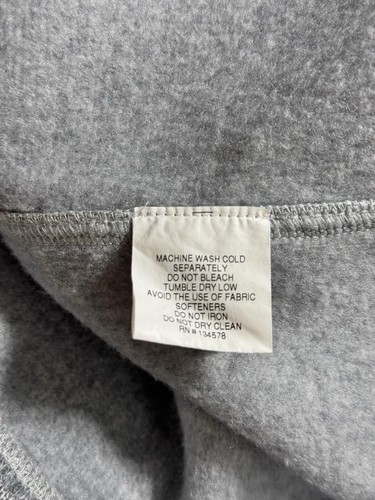 MACHINE WASH COLD
SEPARATELY
DO NOT BLEACH
TUMBLE DRY LOW
AVOID THE USE OF FABRIC
SOFTENERS
DO NOT IRON
DO NOT DRY CLEAN
RN # 134578